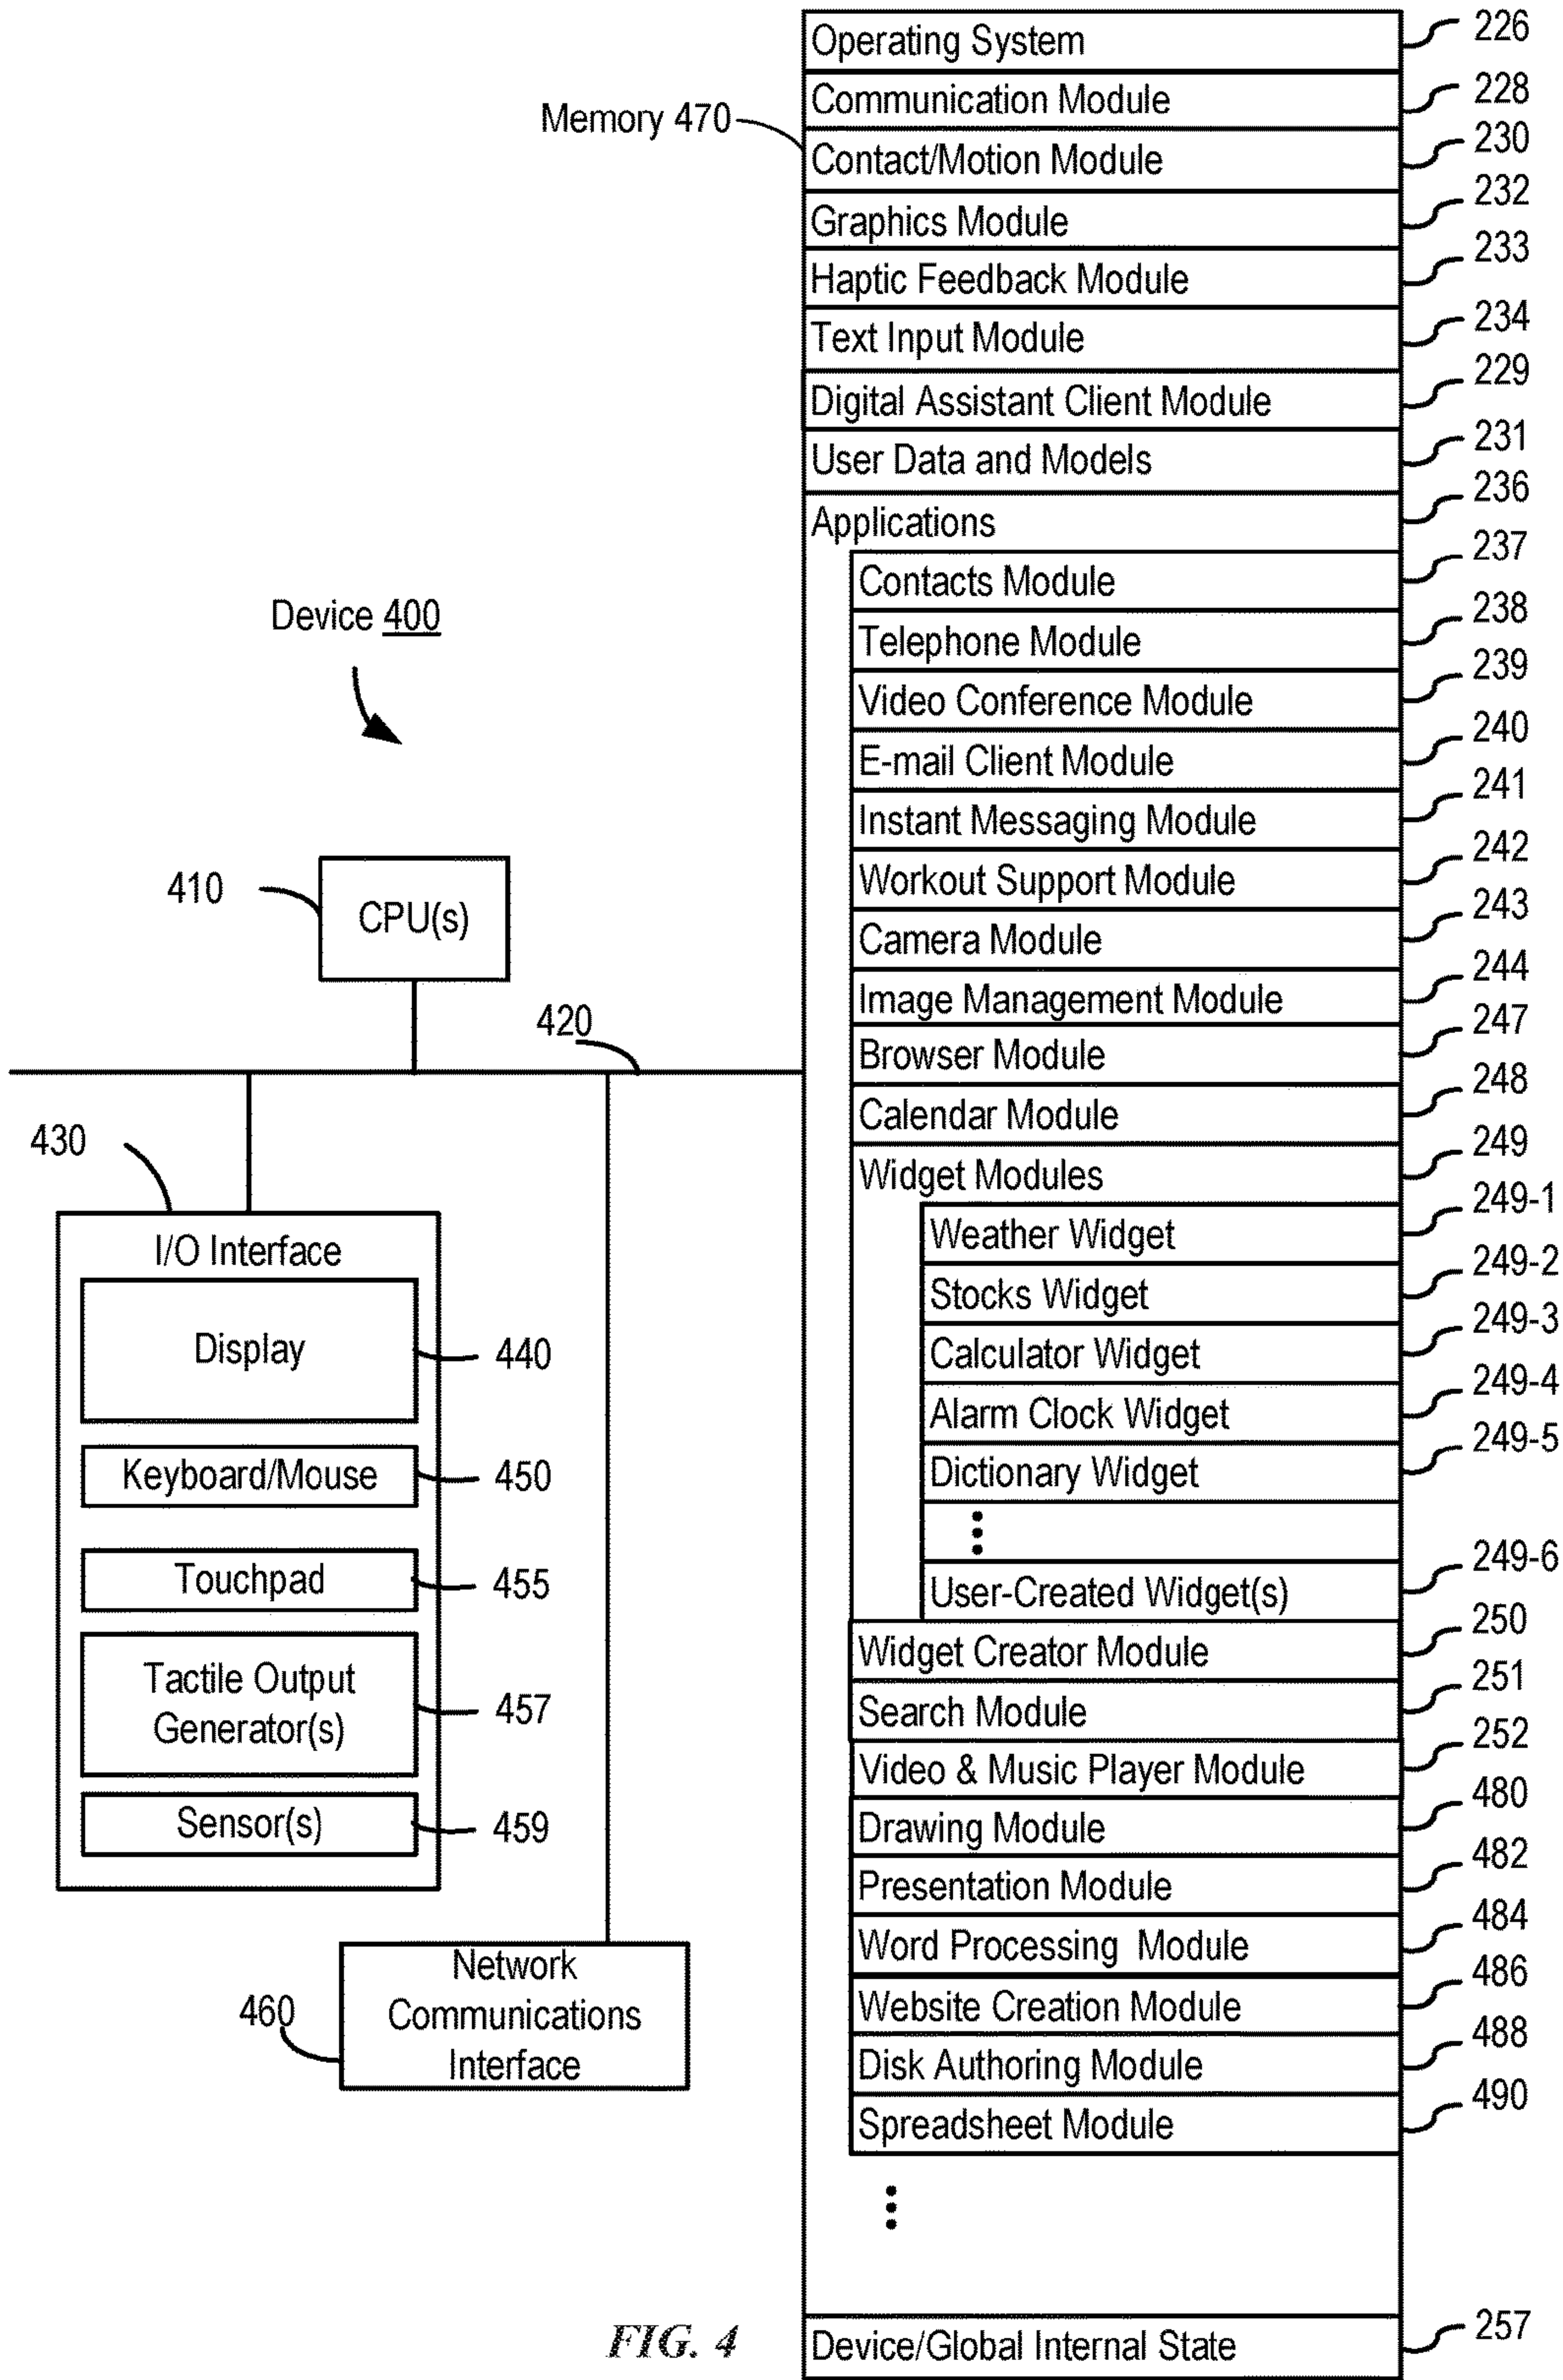 Operating System 226
Communication Module 228
Memory 470
Contact/Motion Module 230
Graphics Module 232
Haptic Feedback Module 233
Text Input Module 234
Digital Assistant Client Module 229
User Data and Models 231
Applications 236
Contacts Module 237
Telephone Module 238
Video Conference Module 239
E-mail Client Module 240
Instant Messaging Module 241
Workout Support Module 242
Camera Module 243
Image Management Module 244
Browser Module 247
Calendar Module 248
Widget Modules 249
Weather Widget 249-1
Stocks Widget 249-2
Calculator Widget 249-3
Alarm Clock Widget 249-4
Dictionary Widget 249-5
User-Created Widget(s) 249-6
Widget Creator Module 250
Search Module 251
Video & Music Player Module 252
Drawing Module 480
Presentation Module 482
Word Processing Module 484
Website Creation Module 486
Disk Authoring Module 488
Spreadsheet Module 490
Device/Global Internal State 257
Device 400
410
CPU(s)
420
430
I/O Interface
Display 440
Keyboard/Mouse 450
Touchpad 455
Tactile Output
Generator(s) 457
Sensor(s) 459
460
Network
Communications
Interface
FIG. 4